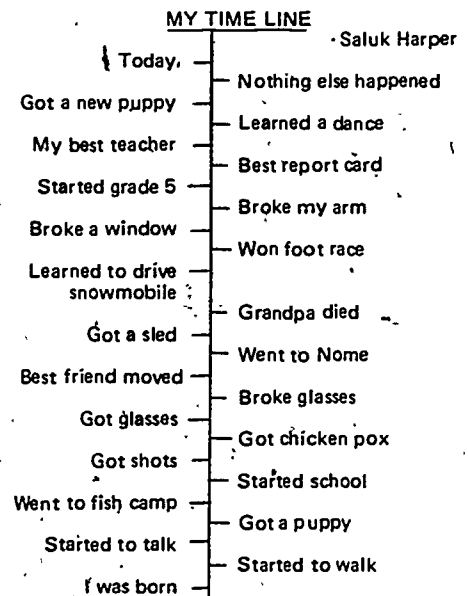 MY TIME LINE
Saluk Harper
Today
Nothing else happened
Got a new puppy
Learned a dance
My best teacher
Best report card
Started grade 5
Broke my arm
Broke a window
Won foot race
Learned to drive
snowmobile
Grandpa died
Got a sled
Went to Nome
Best friend moved
Broke glasses
Got glasses
Got chicken pox
Got shots
Started school
Went to fish camp
Got a puppy
Started to talk
Started to walk
I was born